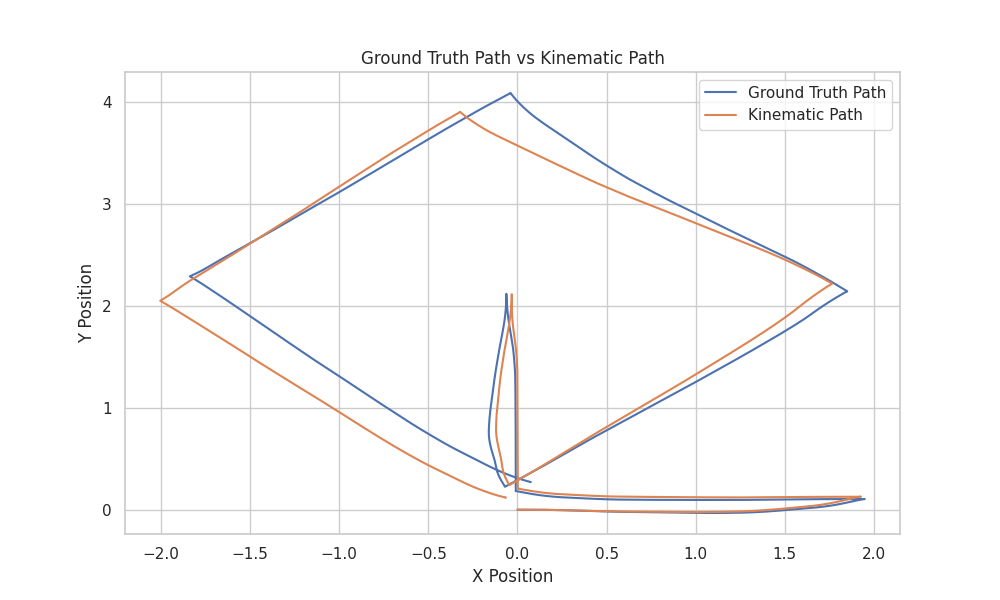 Ground Truth Path vs Kinematic Path
Ground Truth Path
Kinematic Path
Y Position
4
3
2
1
0
−2.0 −1.5 −1.0 −0.5 0.0 0.5 1.0 1.5 2.0
X Position